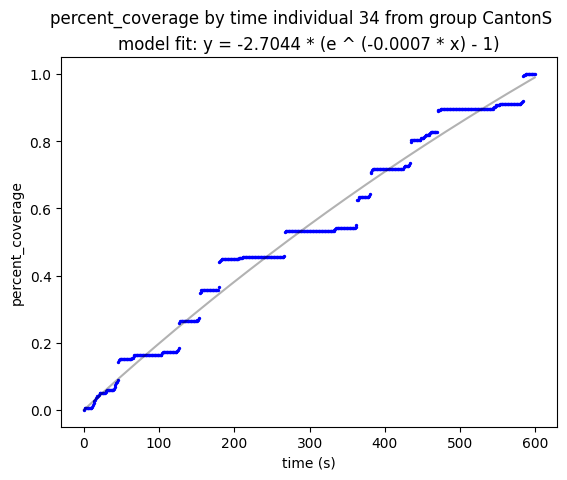 percent_coverage by time individual 34 from group CantonS
model fit: y = -2.7044 * (e ^ (-0.0007 * x) - 1)
1.0
0.8
0.6
0.4
0.2
0.0
percent_coverage
0 100 200 300 400 500 600
time (s)